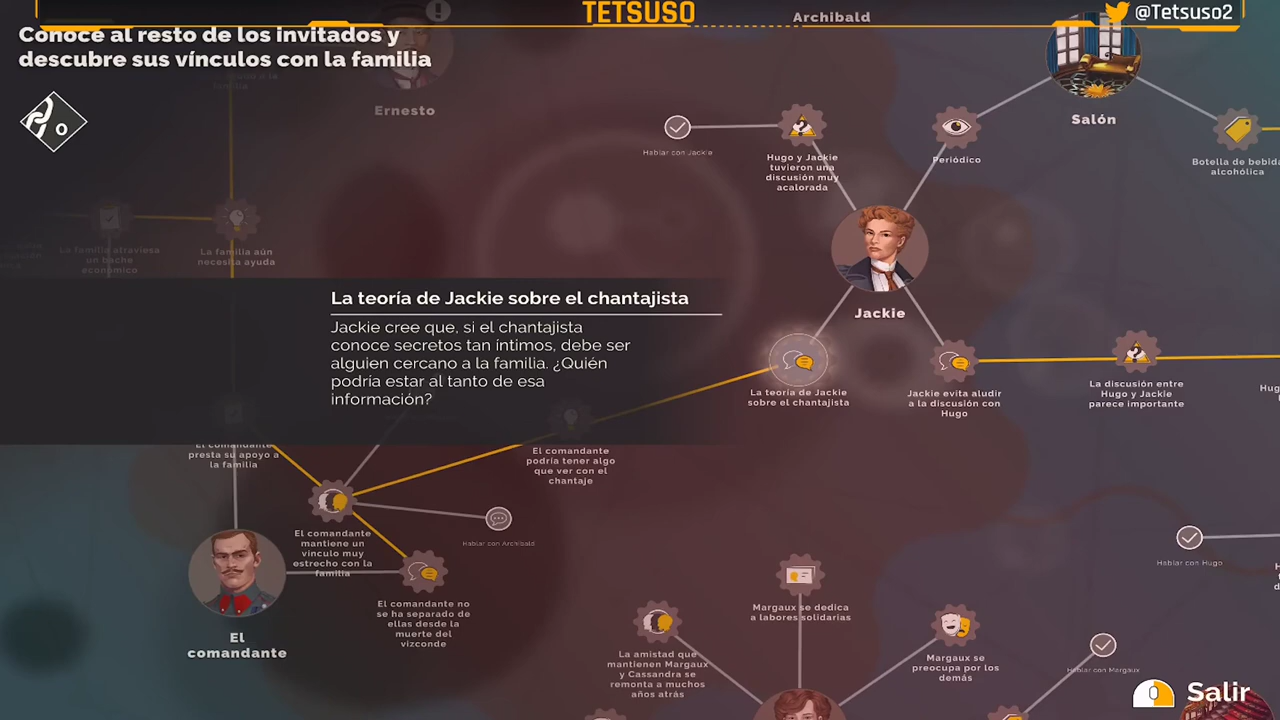 TETSUSO
@Tetsuso2
Archibald
Conoce al resto de los invitados y
descubre sus vínculos con la familia
o
Ernesto
Salón
Hablar con Jackie
Hugo y Jackie
tuvieron una
discusión muy
acalorada
Periódico
Botella de bebida
alcohólica
La familia atraviesa
un bache
económico
La familia aún
necesita ayuda
La teoría de Jackie sobre el chantajista
Jackie cree que, si el chantajista
conoce secretos tan íntimos, debe ser
alguien cercano a la familia. ¿Quién
podría estar al tanto de esa
información?
Jackie
La teoría de Jackie
sobre el chantajista
Jackie evita aludir
a la discusión con
Hugo
La discusión entre
Hugo y Jackie
parece importante
El comandante
presta su apoyo a
la familia
El comandante
podría tener algo
que ver con el
chantaje
El comandante
mantiene un
vínculo muy
estrecho con la
familia
Hablar con Archibald
Hablar con Hugo
El
comandante
El comandante no
se ha separado de
ellas desde la
muerte del
vizconde
Margaux se dedica
a labores solidarias
La amistad que
mantienen Margaux
y Cassandra se
remonta a muchos
años atrás
Margaux se
preocupa por los
demás
Hablar con Margaux
Salir